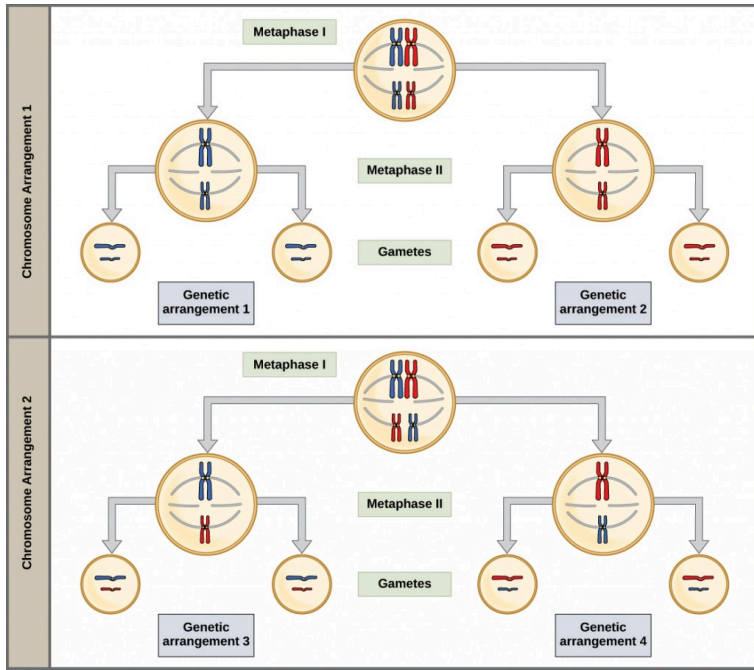 Chromosome Arrangement 1
Metaphase I
Metaphase II
Gametes
Genetic
arrangement 1
Genetic
arrangement 2
Chromosome Arrangement 2
Metaphase I
Metaphase II
Gametes
Genetic
arrangement 3
Genetic
arrangement 4